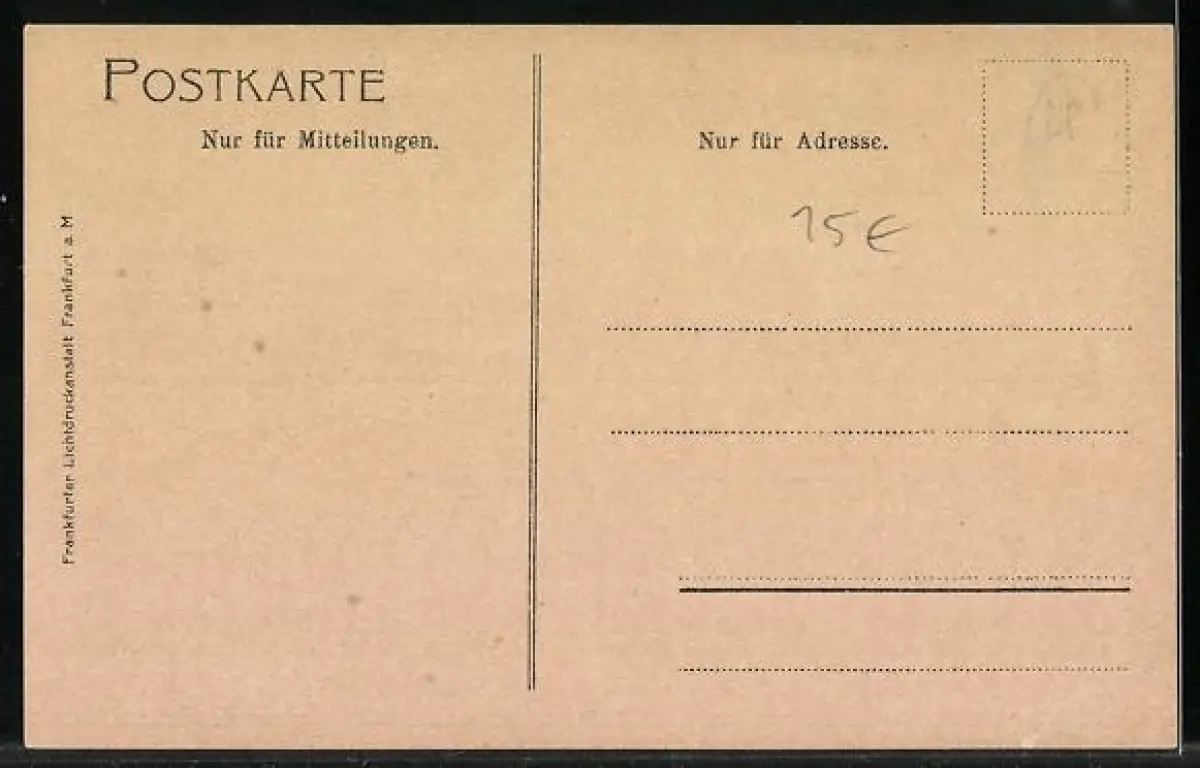 POSTKARTE
Nur für Mitteilungen.
Nur für Adresse.
15€
Frankfurter Lichtdruckanstalt Frankfurt a. M